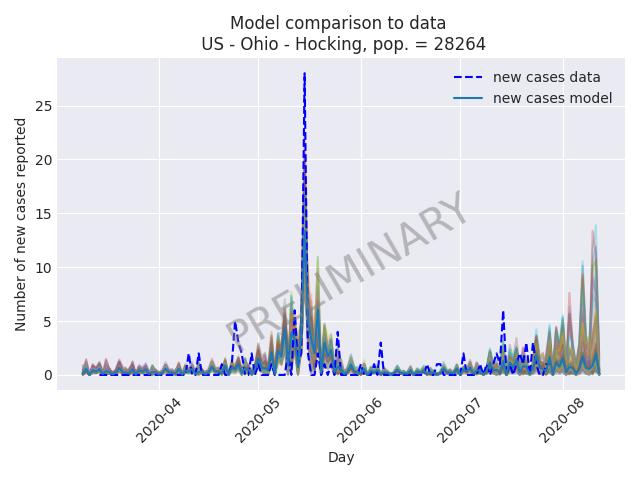 Model comparison to data
US - Ohio - Hocking, pop. = 28264
new cases data
new cases model
Number of new cases reported
25
20
15
10
5
0
PRELIMINARY
2020-04
2020-05
2020-06
2020-07
2020-08
Day